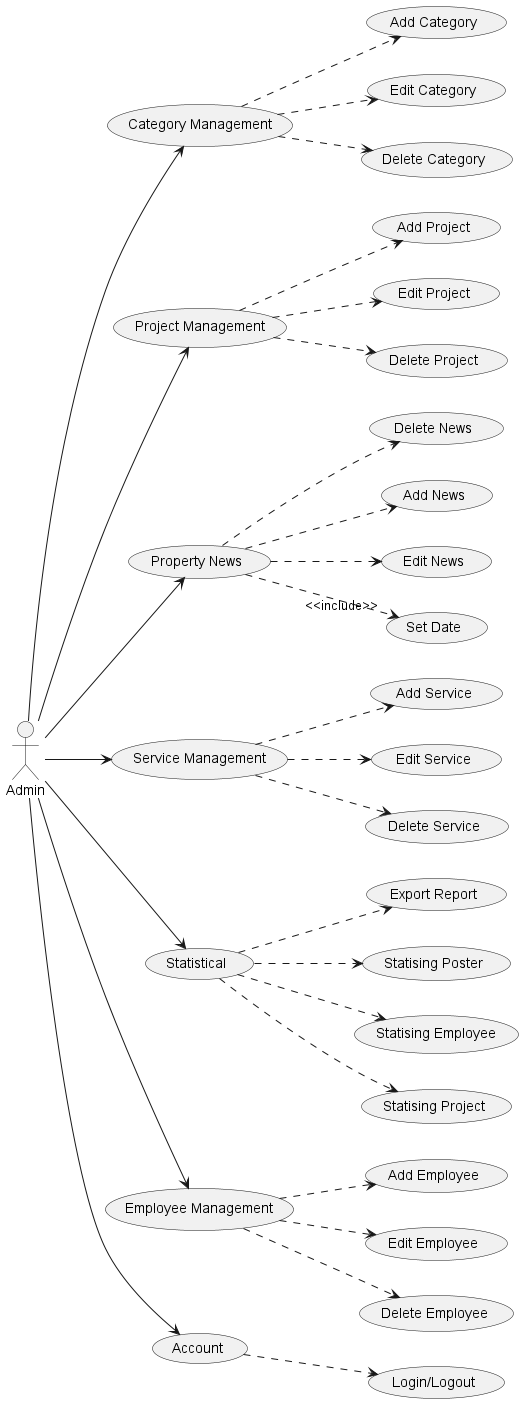 Add Category
Edit Category
Category Management
Delete Category
Add Project
Edit Project
Project Management
Delete Project
Delete News
Add News
Property News
Edit News
<<include>>
Set Date
Add Service
Service Management
Edit Service
Admin
Delete Service
Export Report
Statistical
Statising Poster
Statising Employee
Statising Project
Add Employee
Employee Management
Edit Employee
Delete Employee
Account
Login/Logout